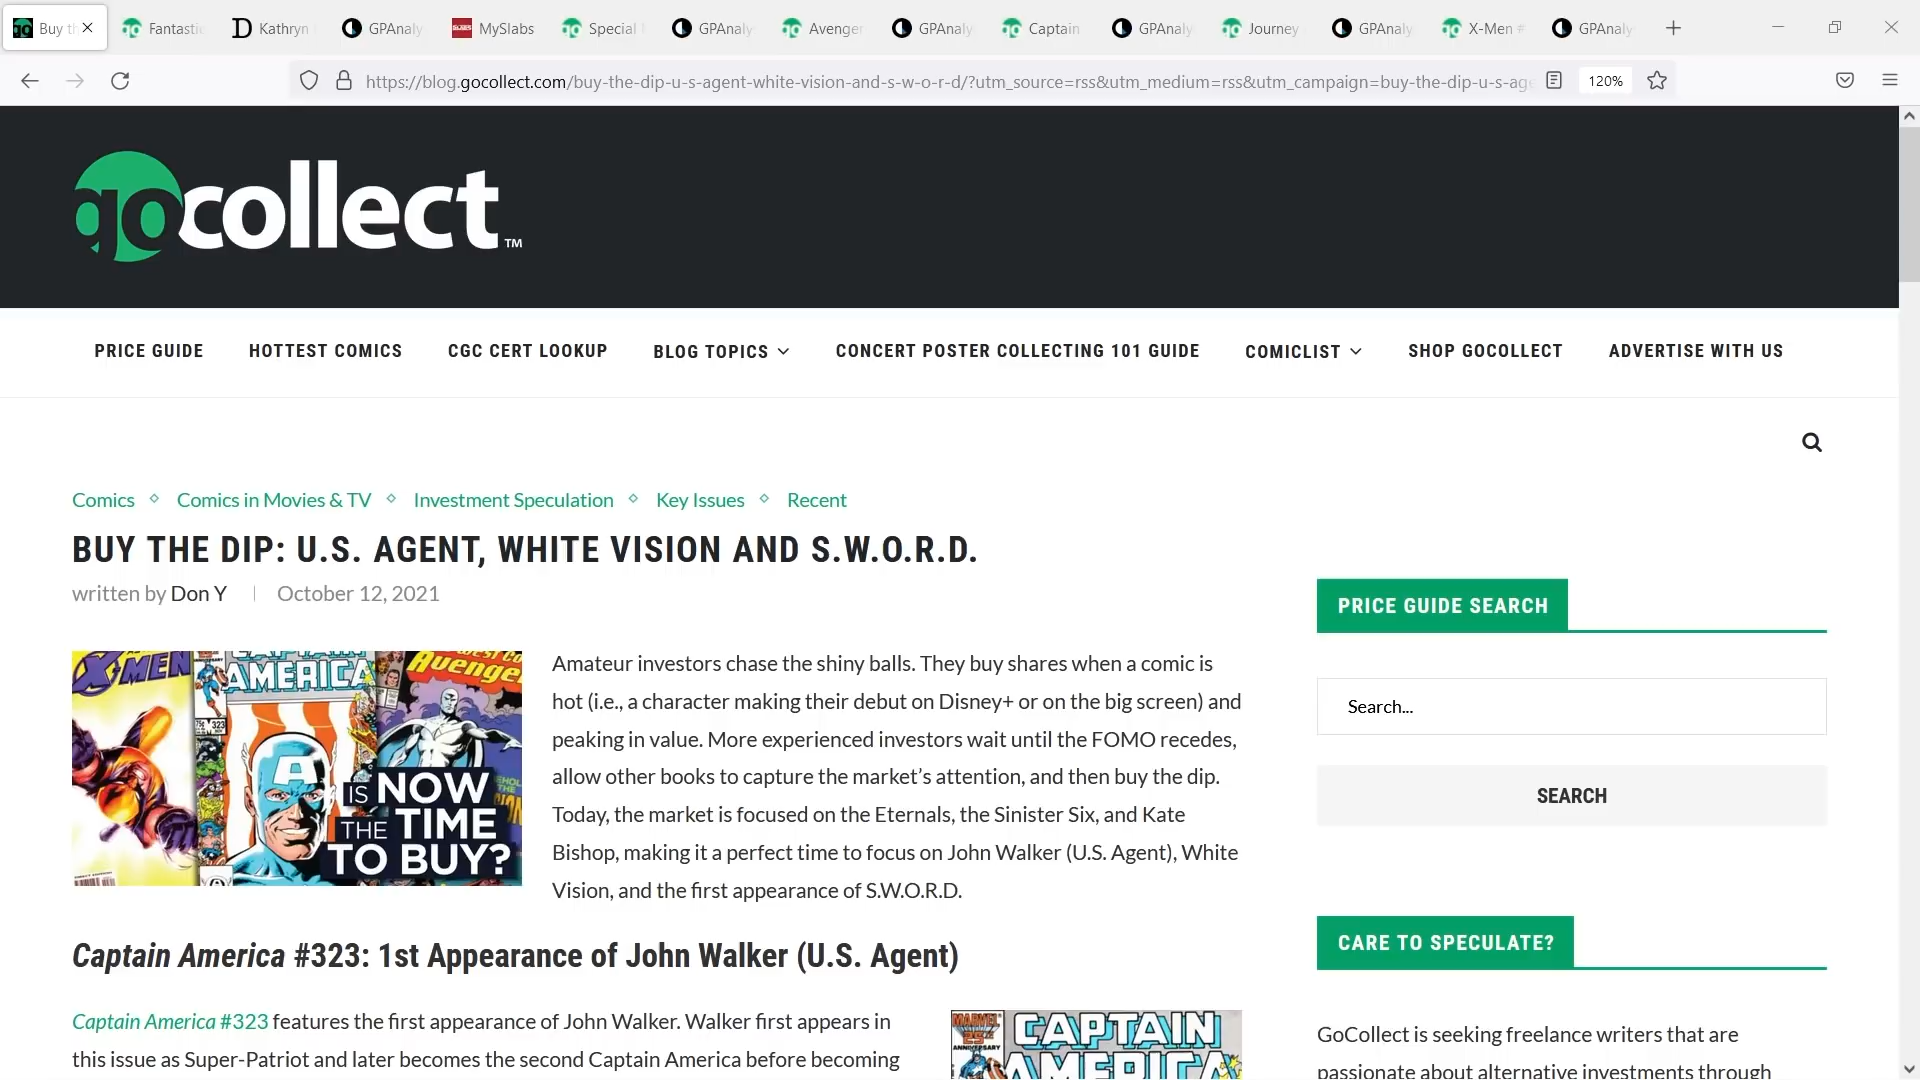 Buy th
Fantastic
Kathryn
GPAnaly
MySlabs
Special
GPAnaly
Avenger
GPAnaly
Captain
GPAnaly
Journey
GPAnaly
X-Men #
GPAnaly
https://blog.gocollect.com/buy-the-dip-u-s-agent-white-vision-and-s-w-o-r-d/?utm_source=rss&utm_medium=rss&utm_campaign=buy-the-dip-u-s-age
120%
gocollect™
PRICE GUIDE
HOTTEST COMICS
CGC CERT LOOKUP
BLOG TOPICS
CONCERT POSTER COLLECTING 101 GUIDE
COMICLIST
SHOP GOCOLLECT
ADVERTISE WITH US
Comics ◇ Comics in Movies & TV ◇ Investment Speculation ◇ Key Issues ◇ Recent
BUY THE DIP: U.S. AGENT, WHITE VISION AND S.W.O.R.D.
written by Don Y | October 12, 2021
X-MEN
CAPTAIN
AMERICA
WEST CO
Avenge
323
IS NOW
THE TIME
TO BUY?
Amateur investors chase the shiny balls. They buy shares when a comic is
hot (i.e., a character making their debut on Disney+ or on the big screen) and
peaking in value. More experienced investors wait until the FOMO recedes,
allow other books to capture the market's attention, and then buy the dip.
Today, the market is focused on the Eternals, the Sinister Six, and Kate
Bishop, making it a perfect time to focus on John Walker (U.S. Agent), White
Vision, and the first appearance of S.W.O.R.D.
Captain America #323: 1st Appearance of John Walker (U.S. Agent)
Captain America #323 features the first appearance of John Walker. Walker first appears in
this issue as Super-Patriot and later becomes the second Captain America before becoming
MARVEL
25TH
ANNIVERSARY
CAPTAIN
AMERICA
PRICE GUIDE SEARCH
Search...
SEARCH
CARE TO SPECULATE?
GoCollect is seeking freelance writers that are
passionate about alternative investments through